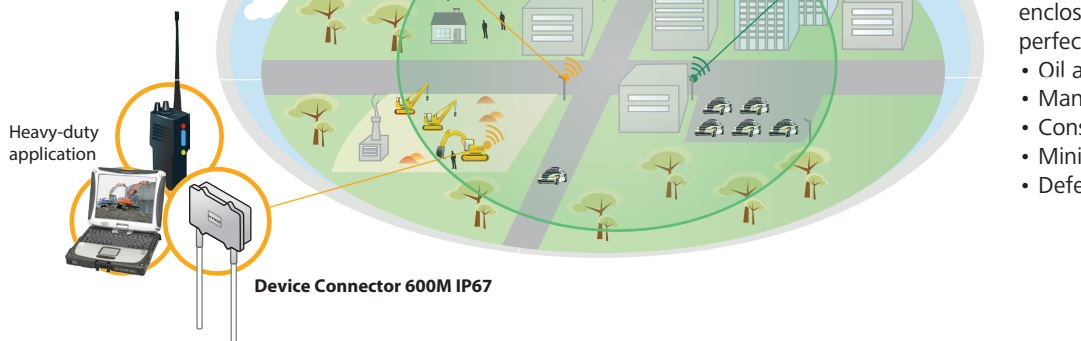 Heavy-duty
application
Device Connector 600M IP67
enclos
perfec
• Oil a
• Man
• Cons
• Mini
• Defe